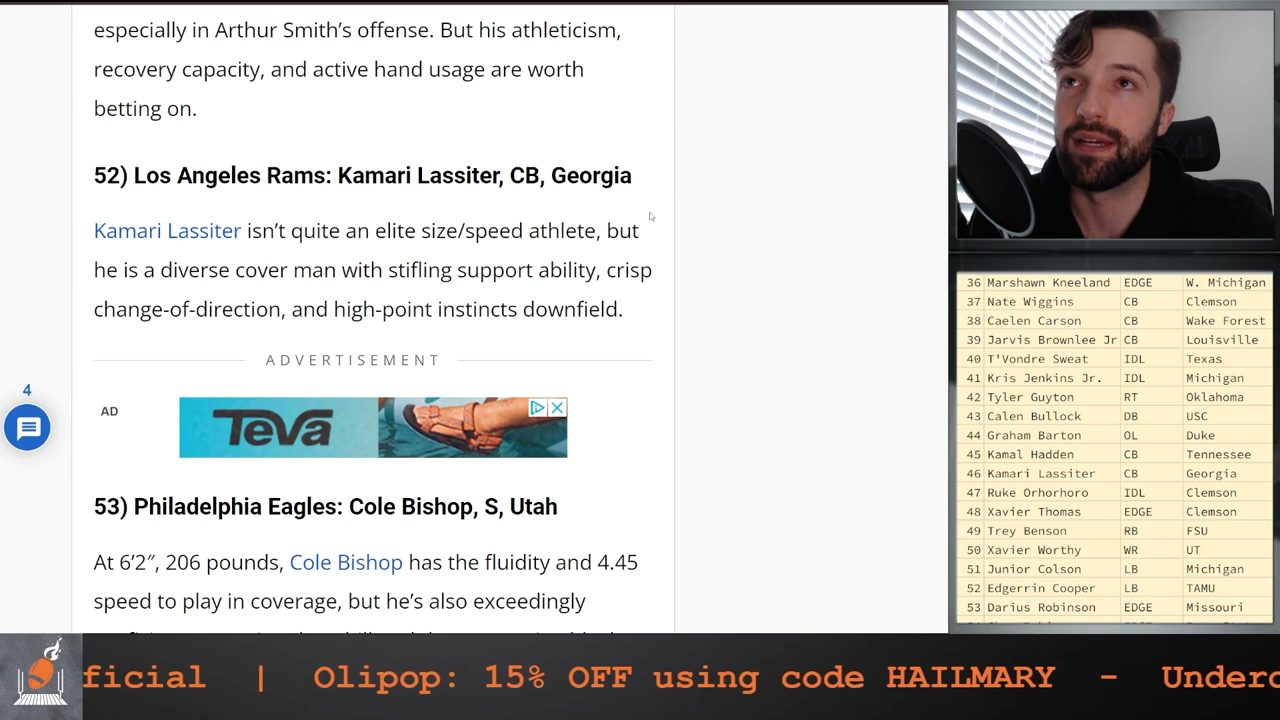 especially in Arthur Smith’s offense. But his athleticism,
recovery capacity, and active hand usage are worth
betting on.
52) Los Angeles Rams: Kamari Lassiter, CB, Georgia
Kamari Lassiter isn’t quite an elite size/speed athlete, but
he is a diverse cover man with stifling support ability, crisp
change-of-direction, and high-point instincts downfield.
ADVERTISEMENT
AD
Teva
4
53) Philadelphia Eagles: Cole Bishop, S, Utah
At 6’2″, 206 pounds, Cole Bishop has the fluidity and 4.45
speed to play in coverage, but he’s also exceedingly
36 Marshawn Kneeland EDGE W. Michigan
37 Nate Wiggins CB Clemson
38 Caelen Carson CB Wake Forest
39 Jarvis Brownlee Jr CB Louisville
40 T'Vondre Sweat IDL Texas
41 Kris Jenkins Jr. IDL Michigan
42 Tyler Guyton RT Oklahoma
43 Calen Bullock DB USC
44 Graham Barton OL Duke
45 Kamal Hadden CB Tennessee
46 Kamari Lassiter CB Georgia
47 Ruke Orhorhoro IDL Clemson
48 Xavier Thomas EDGE Clemson
49 Trey Benson RB FSU
50 Xavier Worthy WR UT
51 Junior Colson LB Michigan
52 Edgerrin Cooper LB TAMU
53 Darius Robinson EDGE Missouri
ficial | Olipop: 15% OFF using code HAILMARY - Underd